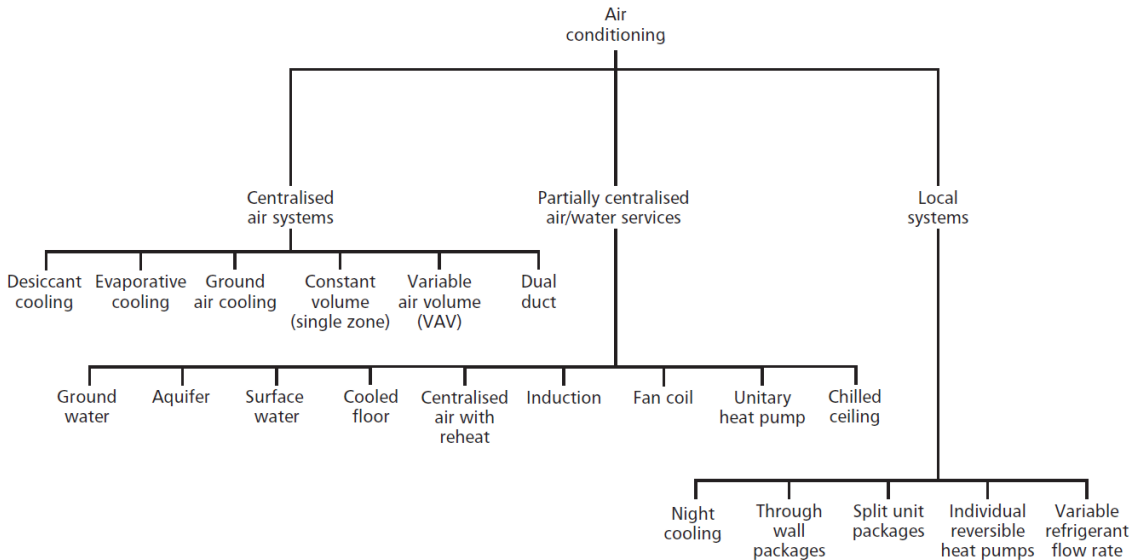 Air
conditioning
Centralised
air systems
Partially centralised
air/water services
Local
systems
Desiccant
cooling
Evaporative
cooling
Ground
air cooling
Constant
volume
(single zone)
Variable
air volume
(VAV)
Dual
duct
Ground
water
Aquifer
Surface
water
Cooled
floor
Centralised
air with
reheat
Induction
Fan coil
Unitary
heat pump
Chilled
ceiling
Night
cooling
Through
wall
packages
Split unit
packages
Individual
reversible
heat pumps
Variable
refrigerant
flow rate